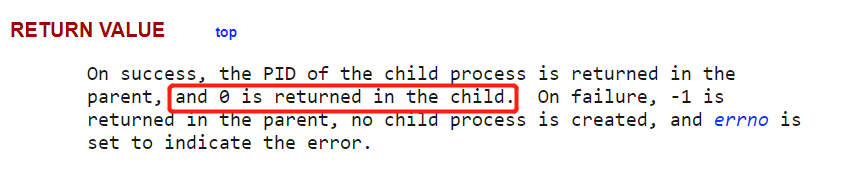 RETURN VALUE top
On success, the PID of the child process is returned in the
parent, and 0 is returned in the child. On failure, -1 is
returned in the parent, no child process is created, and errno is
set to indicate the error.